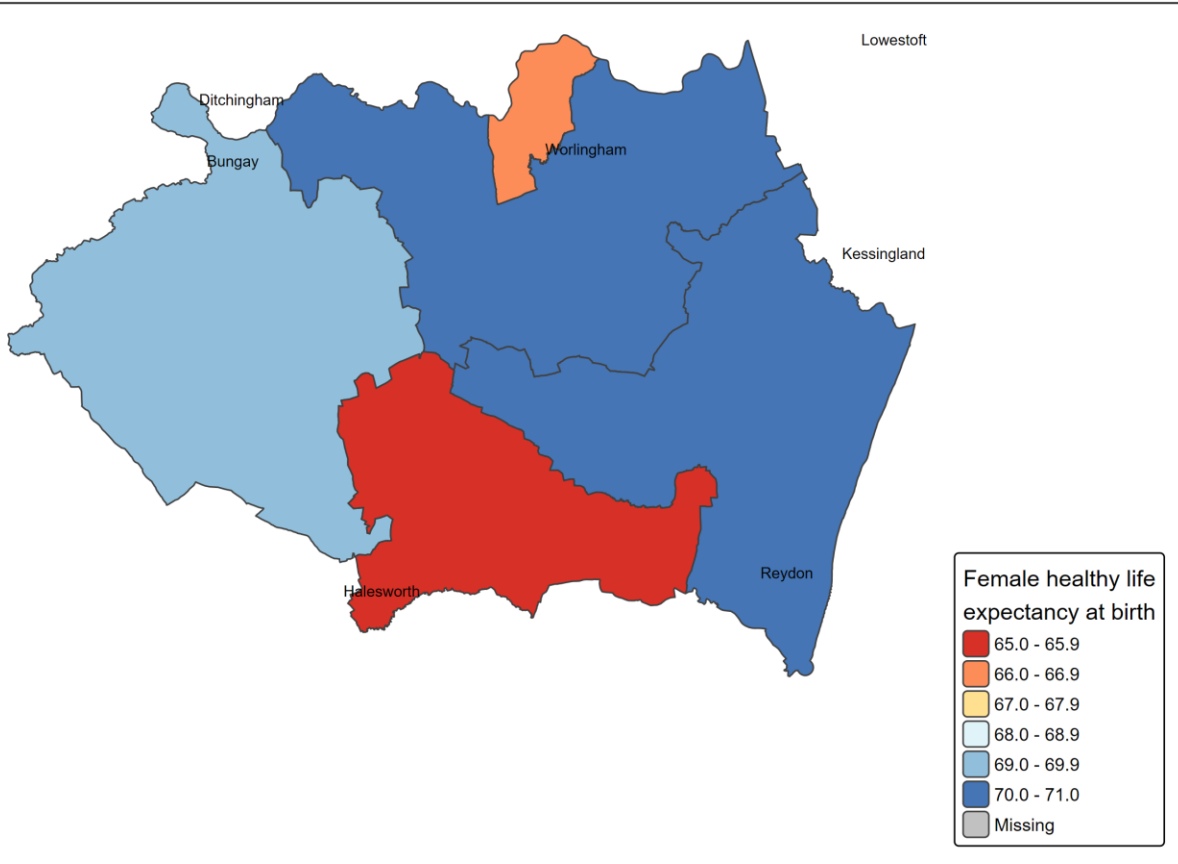 Lowestoft
Ditchingham
Worlingham
Bungay
Kessingland
Reydon
Halesworth
Female healthy life
expectancy at birth
65.0 - 65.9
66.0 - 66.9
67.0 - 67.9
68.0 - 68.9
69.0 - 69.9
70.0 - 71.0
Missing